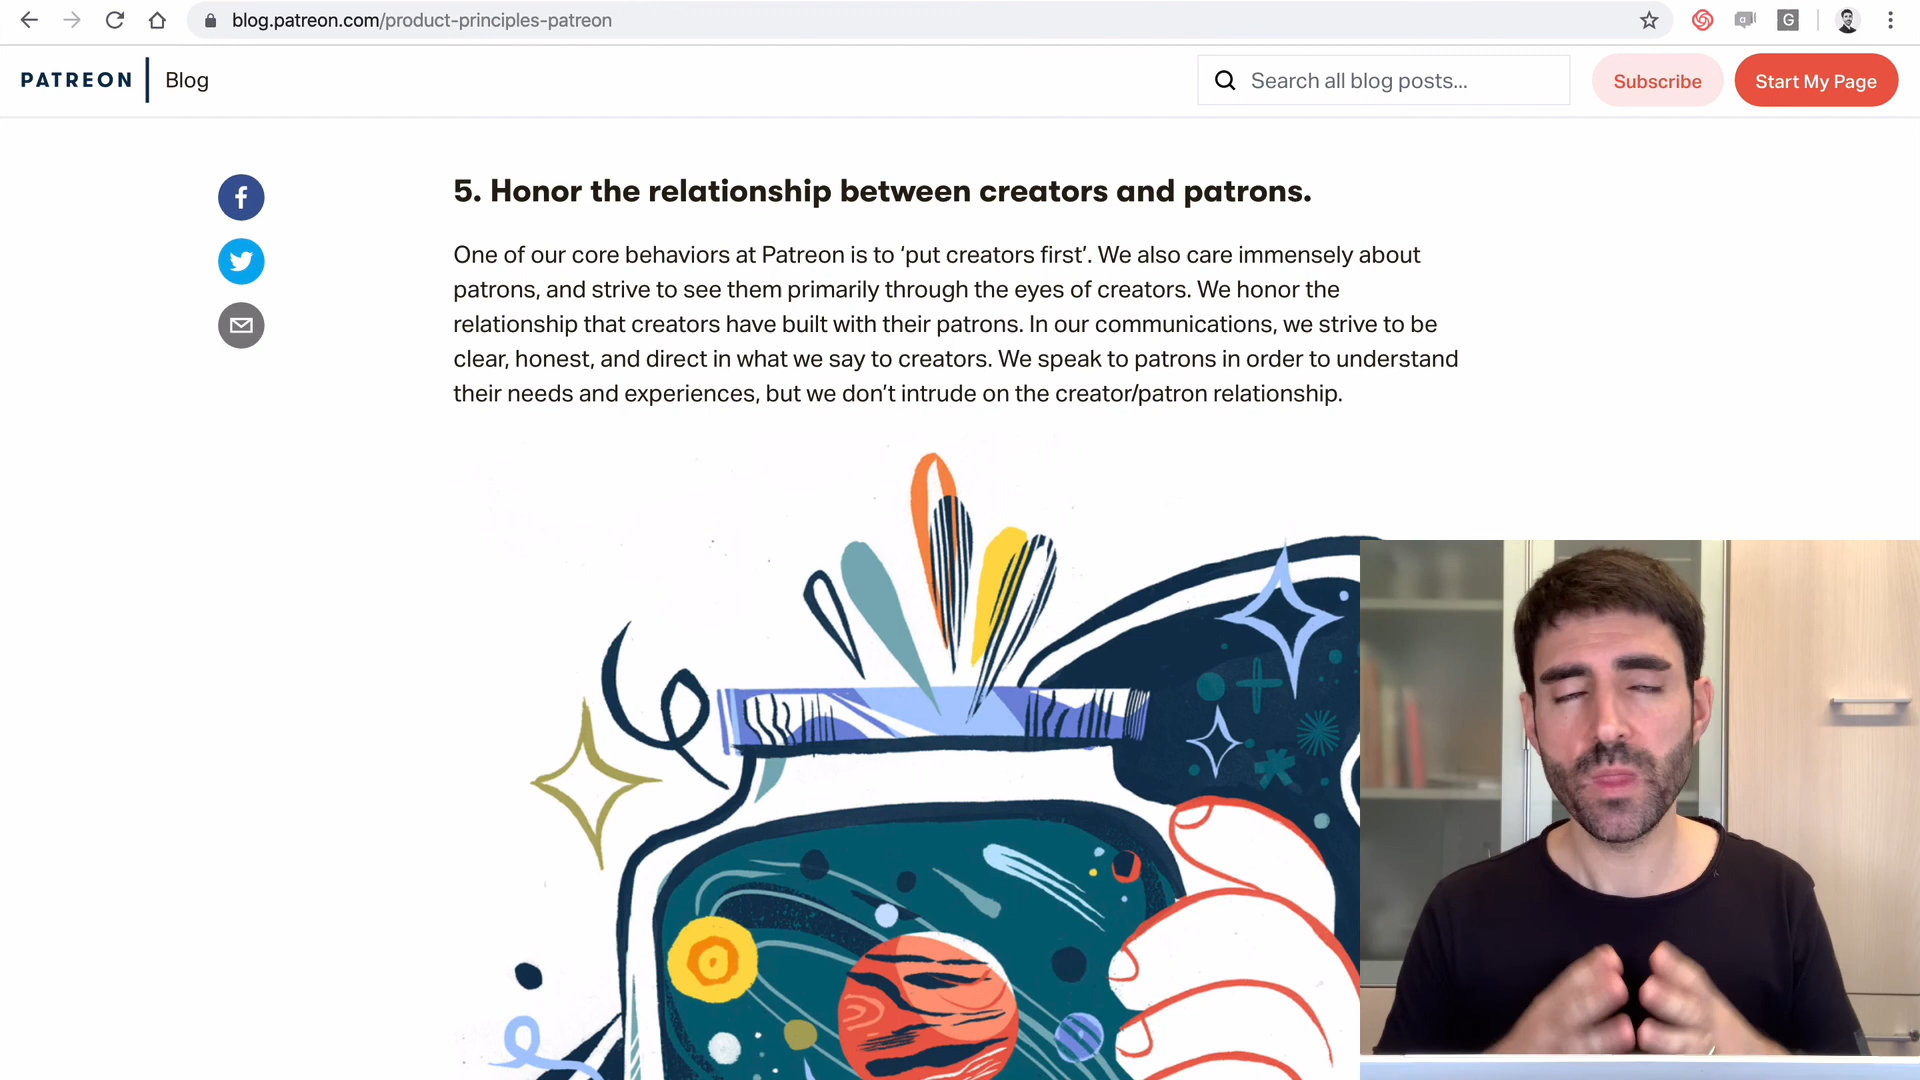 blog.patreon.com/product-principles-patreon
G
PATREON
Blog
Search all blog posts...
Subscribe
Start My Page
5. Honor the relationship between creators and patrons.
One of our core behaviors at Patreon is to ‘put creators first’. We also care immensely about
patrons, and strive to see them primarily through the eyes of creators. We honor the
relationship that creators have built with their patrons. In our communications, we strive to be
clear, honest, and direct in what we say to creators. We speak to patrons in order to understand
their needs and experiences, but we don’t intrude on the creator/patron relationship.